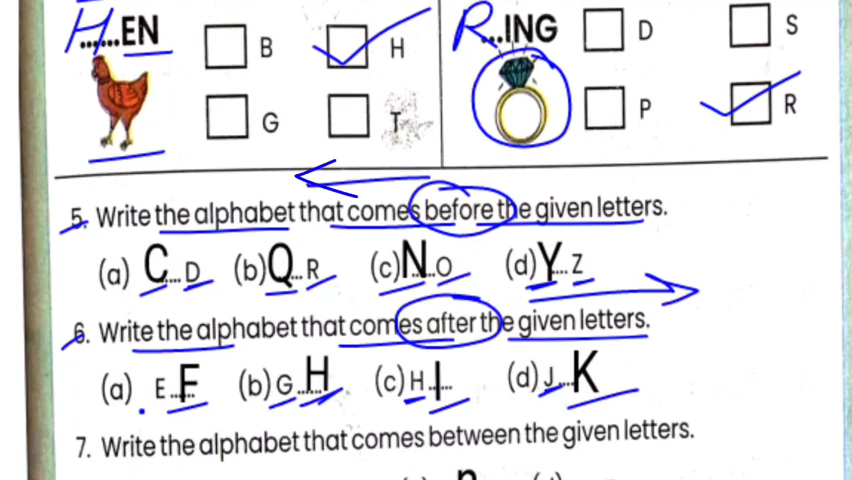 H......EN B H R...ING D S
G T P R
5. Write the alphabet that comes before the given letters.
(a) C....D (b) Q...R (c) N....O (d) Y....Z
6. Write the alphabet that comes after the given letters.
(a) E....F (b) G....H (c) H....I (d) J....K
7. Write the alphabet that comes between the given letters.